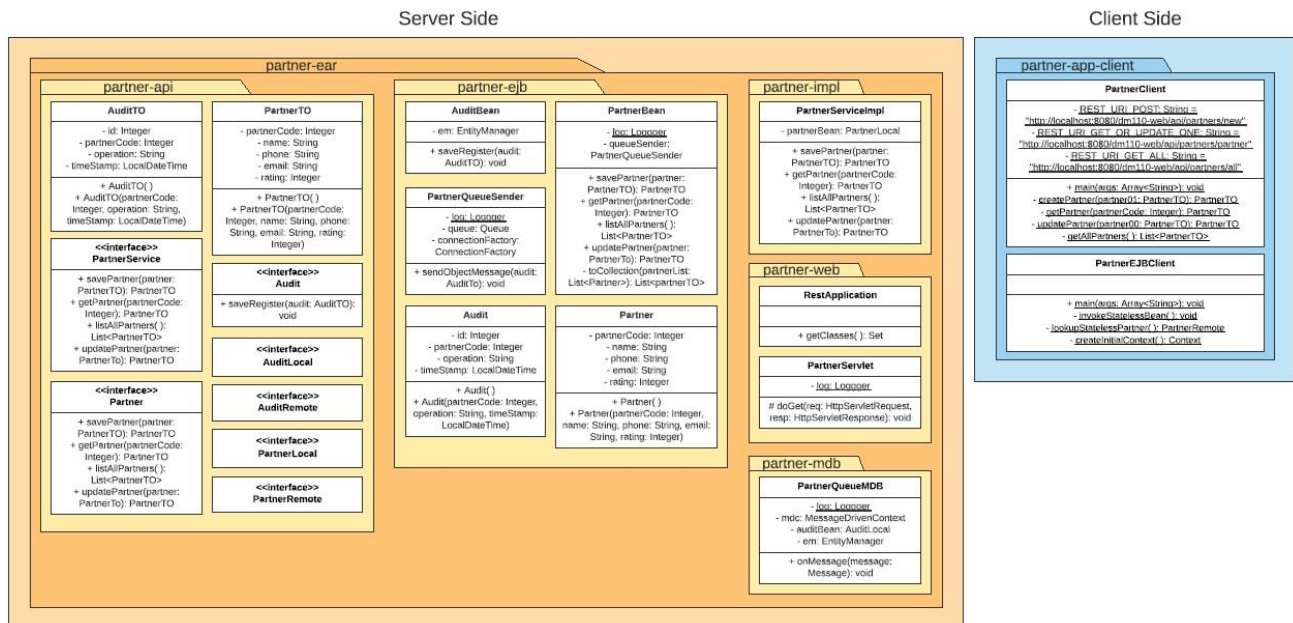 Server Side
Client Side
partner-ear
partner-api
AuditTO
- id: Integer
- partnerCode: Integer
- operation: String
- timeStamp: LocalDateTime
+ AuditTO( )
+ AuditTO(partnerCode:
Integer, operation: String,
timeStamp: LocalDateTime)
<<interface>>
PartnerService
+ savePartner(partner:
PartnerTO): PartnerTO
+ getPartner(partnerCode:
Integer): PartnerTO
+ listAllPartners( ):
List<PartnerTO>
+ updatePartner(partner:
PartnerTo): PartnerTO
<<interface>>
Partner
+ savePartner(partner:
PartnerTO): PartnerTO
+ getPartner(partnerCode:
Integer): PartnerTO
+ listAllPartners( ):
List<PartnerTO>
+ updatePartner(partner:
PartnerTo): PartnerTO
PartnerTO
- partnerCode: Integer
- name: String
- phone: String
- email: String
- rating: Integer
+ PartnerTO( )
+ PartnerTO(partnerCode:
Integer, name: String, phone:
String, email: String, rating:
Integer)
<<interface>>
Audit
+ saveRegister(audit: AuditTO):
void
<<interface>>
AuditLocal
<<interface>>
AuditRemote
<<interface>>
PartnerLocal
<<interface>>
PartnerRemote
partner-ejb
AuditBean
- em: EntityManager
+ saveRegister(audit:
AuditTO): void
PartnerQueueSender
- log: Loggger
- queue: Queue
- connectionFactory:
ConnectionFactory
+ sendObjectMessage(audit:
AuditTo): void
Audit
- id: Integer
- partnerCode: Integer
- operation: String
- timeStamp: LocalDateTime
+ Audit( )
+ Audit(partnerCode: Integer,
operation: String, timeStamp:
LocalDateTime)
PartnerBean
- log: Loggger
- queueSender:
PartnerQueueSender
+ savePartner(partner:
PartnerTO): PartnerTO
+ getPartner(partnerCode:
Integer): PartnerTO
+ listAllPartners( ):
List<PartnerTO>
+ updatePartner(partner:
PartnerTo): PartnerTO
- toCollection(partnerList:
List<Partner>): List<partnerTO>
Partner
- partnerCode: Integer
- name: String
- phone: String
- email: String
- rating: Integer
+ Partner( )
+ Partner(partnerCode: Integer,
name: String, phone: String, email:
String, rating: Integer)
partner-impl
PartnerServiceImpl
- partnerBean: PartnerLocal
+ savePartner(partner:
PartnerTo): PartnerTO
+ getPartner(partnerCode:
Integer): PartnerTO
+ listAllPartners( ):
List<PartnerTO>
+ updatePartner(partner:
PartnerTo): PartnerTO
partner-web
RestApplication
+ getClasses( ): Set
PartnerServlet
- log: Loggger
# doGet(req: HttpServletRequest,
resp: HttpServletResponse): void
partner-mdb
PartnerQueueMDB
- log: Loggger
- mdc: MessageDrivenContext
- auditBean: AuditLocal
- em: EntityManager
+ onMessage(message:
Message): void
partner-app-client
PartnerClient
- REST_URI_POST: String =
"http://localhost:8080/dm110-web/api/partners/new"
- REST_URI_GET_OR_UPDATE_ONE: String =
"http://localhost:8080/dm110-web/api/partners/partner"
- REST_URI_GET_ALL: String =
"http://localhost:8080/dm110-web/api/partners/all"
+ main(args: Array<String>): void
- createPartner(partner01: PartnerTO): PartnerTO
- getPartner(partnerCode: Integer): PartnerTO
- updatePartner(partner00: PartnerTO): PartnerTO
- getAllPartners( ): List<PartnerTO>
PartnerEJBClient
+ main(args: Array<String>): void
- invokeStatelessBean( ): void
- lookupStatelessPartner( ): PartnerRemote
- createInitialContext( ): Context